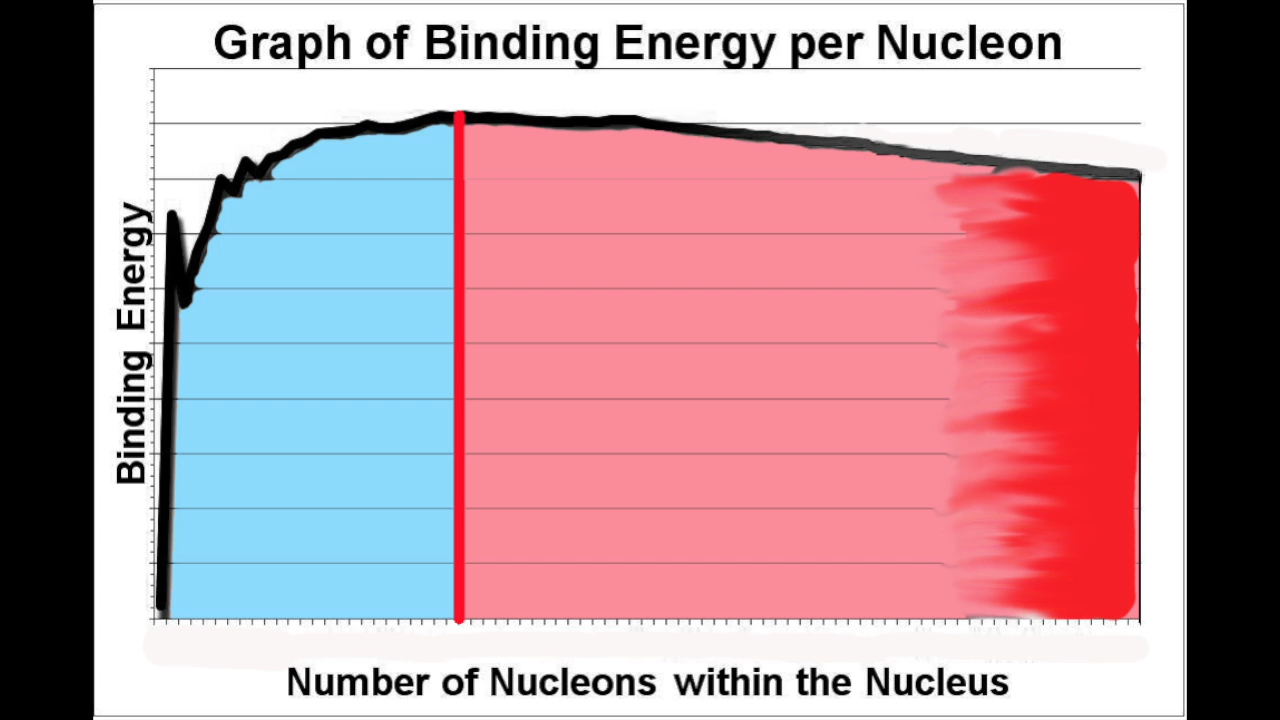 Graph of Binding Energy per Nucleon
Binding Energy
Number of Nucleons within the Nucleus